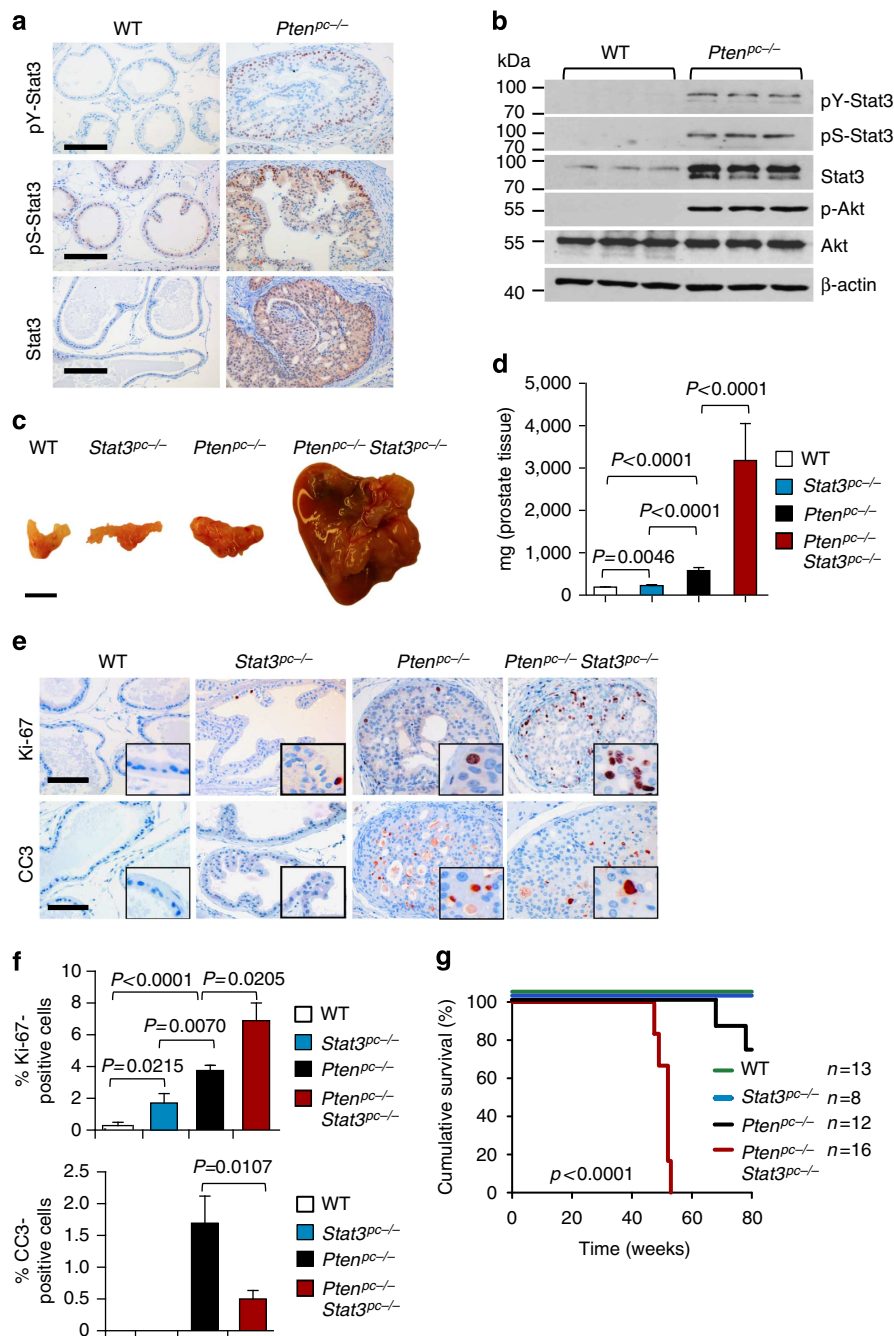 a
WT
Pten^pc–/–
pY-Stat3
pS-Stat3
Stat3
b
kDa
WT
Pten^pc–/–
100
70
pY-Stat3
100
70
pS-Stat3
100
70
Stat3
55
p-Akt
55
Akt
40
β-actin
c
WT
Stat3^pc–/–
Pten^pc–/–
Pten^pc–/– Stat3^pc–/–
d
mg (prostate tissue)
5,000
4,000
3,000
2,000
1,000
0
P<0.0001
P<0.0001
P<0.0001
P=0.0046
WT
Stat3^pc–/–
Pten^pc–/–
Pten^pc–/–
Stat3^pc–/–
e
WT
Stat3^pc–/–
Pten^pc–/–
Pten^pc–/– Stat3^pc–/–
Ki-67
CC3
f
% Ki-67-
positive cells
10
8
6
4
2
0
P<0.0001
P=0.0205
P=0.0070
P=0.0215
WT
Stat3^pc–/–
Pten^pc–/–
Pten^pc–/–
Stat3^pc–/–
% CC3-
positive cells
2.5
2.0
1.5
1.0
0.5
0
P=0.0107
WT
Stat3^pc–/–
Pten^pc–/–
Pten^pc–/–
Stat3^pc–/–
g
Cumulative survival (%)
100
80
60
40
20
0
WT n=13
Stat3^pc–/– n=8
Pten^pc–/– n=12
Pten^pc–/– n=16
Stat3^pc–/–
p<0.0001
0 20 40 60 80
Time (weeks)